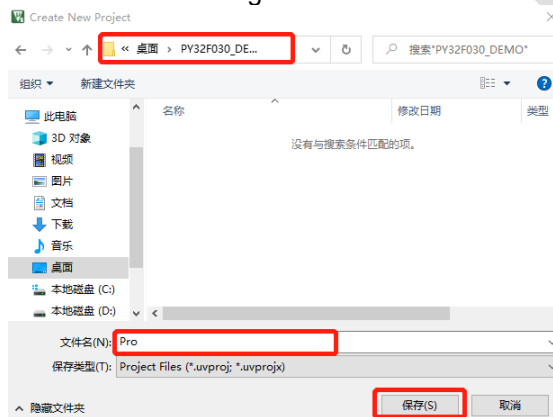 Create New Project
« 桌面 › PY32F030_DE...
搜索"PY32F030_DEMO"
组织 新建文件夹
名称 修改日期 类型
此电脑
3D 对象
视频
图片
文档
下载
音乐
桌面
本地磁盘 (C:)
本地磁盘 (D:)
没有与搜索条件匹配的项。
文件名(N): Pro
保存类型(T): Project Files (*.uvproj; *.uvprojx)
隐藏文件夹 保存(S) 取消